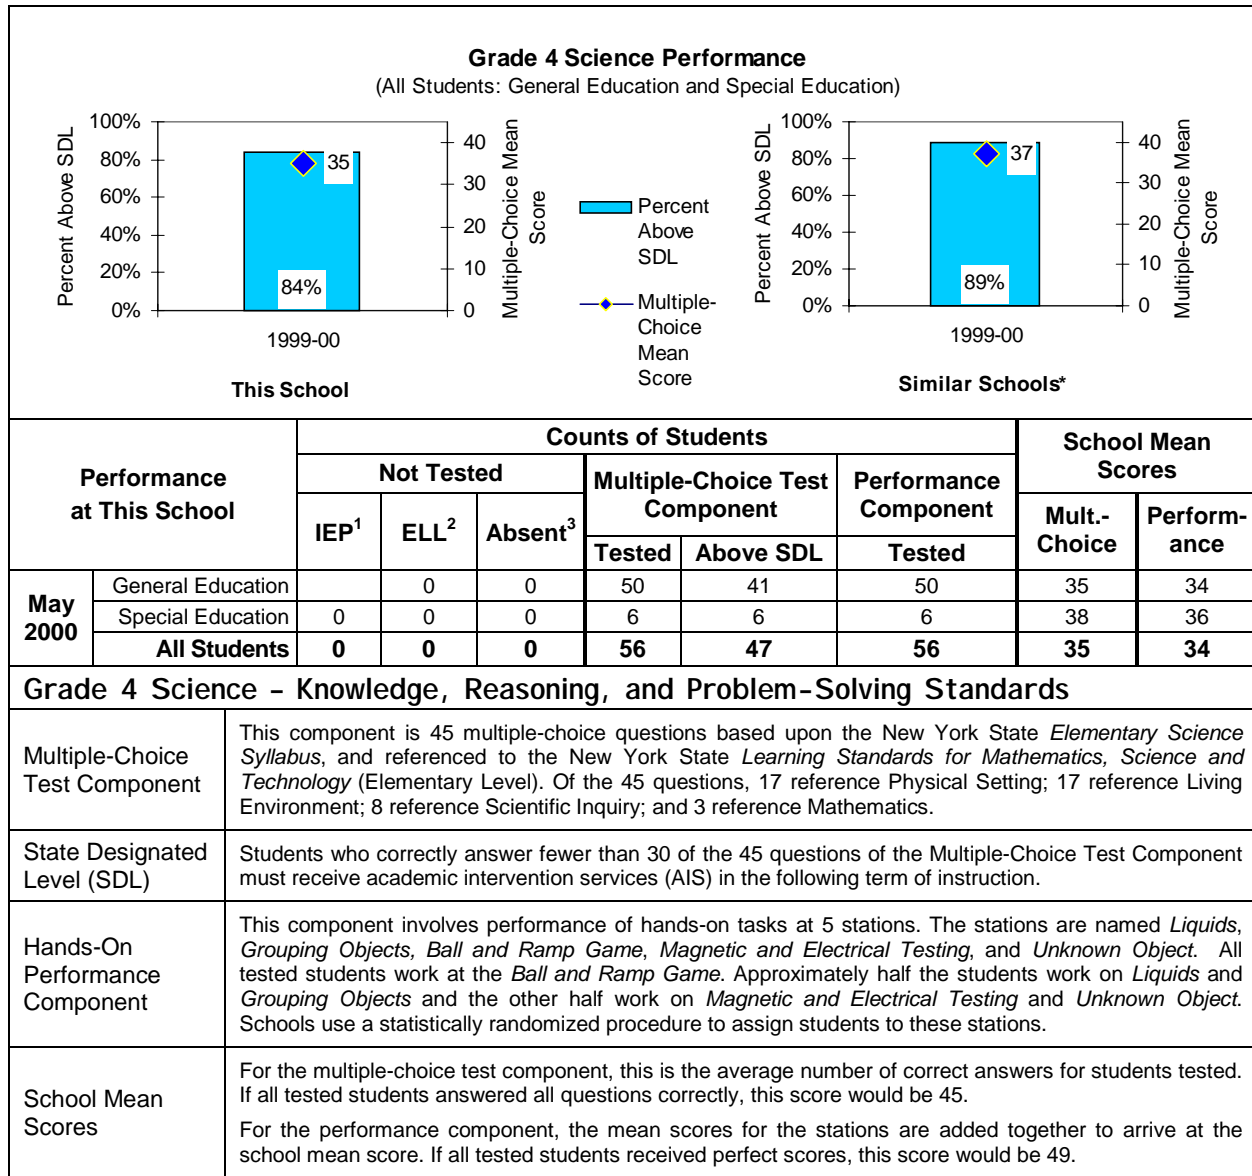 Grade 4 Science Performance
(All Students: General Education and Special Education)
Percent Above SDL
100%
80%
60%
40%
20%
0%
35
84%
1999-00
40
30
20
10
0
Multiple-Choice Mean
Score
This School
Percent
Above
SDL
Multiple-
Choice
Mean
Score
Percent Above SDL
100%
80%
60%
40%
20%
0%
37
89%
1999-00
40
30
20
10
0
Multiple-Choice Mean
Score
Similar Schools*
Performance
at This School
Counts of Students
School Mean
Scores
Not Tested
Multiple-Choice Test
Component
Performance
Component
IEP1 ELL2 Absent3
Tested Above SDL Tested
Mult.-
Choice
Perform-
ance
May
2000
General Education 0 0 50 41 50 35 34
Special Education 0 0 0 6 6 6 38 36
All Students 0 0 0 56 47 56 35 34
Grade 4 Science – Knowledge, Reasoning, and Problem-Solving Standards
Multiple-Choice
Test Component
This component is 45 multiple-choice questions based upon the New York State Elementary Science
Syllabus, and referenced to the New York State Learning Standards for Mathematics, Science and
Technology (Elementary Level). Of the 45 questions, 17 reference Physical Setting; 17 reference Living
Environment; 8 reference Scientific Inquiry; and 3 reference Mathematics.
State Designated
Level (SDL)
Students who correctly answer fewer than 30 of the 45 questions of the Multiple-Choice Test Component
must receive academic intervention services (AIS) in the following term of instruction.
Hands-On
Performance
Component
This component involves performance of hands-on tasks at 5 stations. The stations are named Liquids,
Grouping Objects, Ball and Ramp Game, Magnetic and Electrical Testing, and Unknown Object. All
tested students work at the Ball and Ramp Game. Approximately half the students work on Liquids and
Grouping Objects and the other half work on Magnetic and Electrical Testing and Unknown Object.
Schools use a statistically randomized procedure to assign students to these stations.
School Mean
Scores
For the multiple-choice test component, this is the average number of correct answers for students tested.
If all tested students answered all questions correctly, this score would be 45.
For the performance component, the mean scores for the stations are added together to arrive at the
school mean score. If all tested students received perfect scores, this score would be 49.